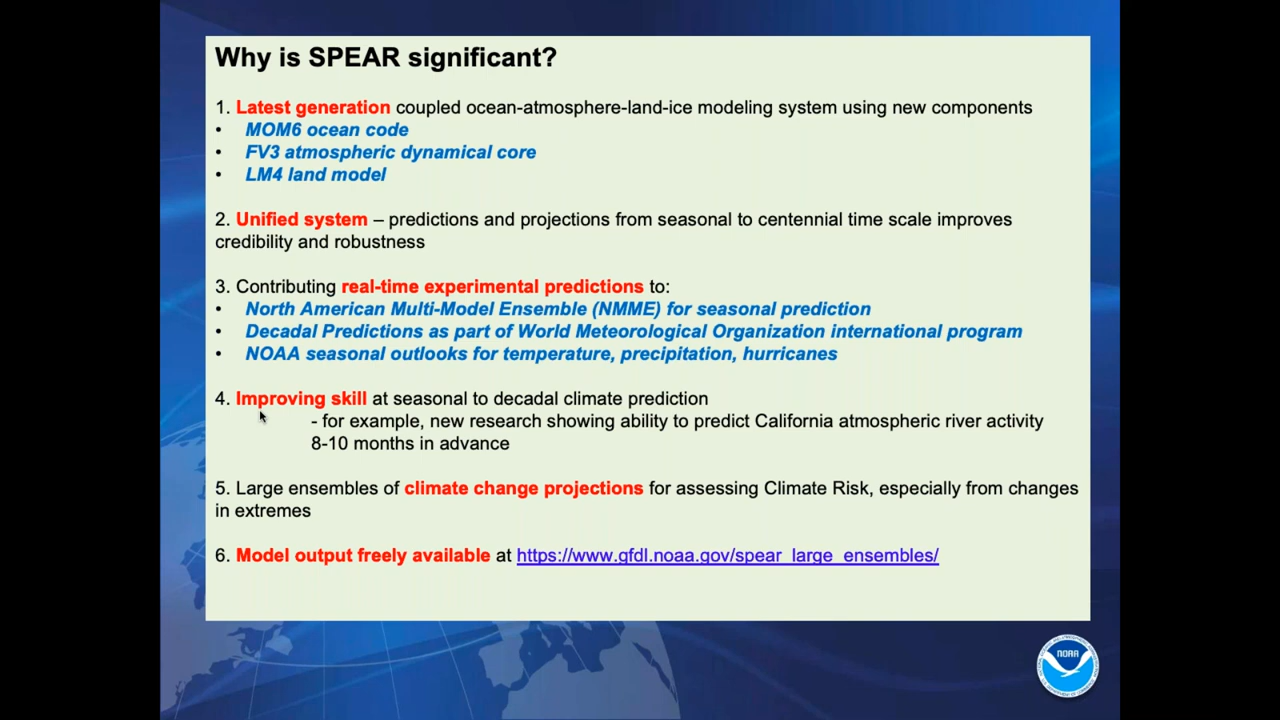 Why is SPEAR significant?
1. Latest generation coupled ocean-atmosphere-land-ice modeling system using new components
• MOM6 ocean code
• FV3 atmospheric dynamical core
• LM4 land model
2. Unified system – predictions and projections from seasonal to centennial time scale improves
credibility and robustness
3. Contributing real-time experimental predictions to:
• North American Multi-Model Ensemble (NMME) for seasonal prediction
• Decadal Predictions as part of World Meteorological Organization international program
• NOAA seasonal outlooks for temperature, precipitation, hurricanes
4. Improving skill at seasonal to decadal climate prediction
- for example, new research showing ability to predict California atmospheric river activity
8-10 months in advance
5. Large ensembles of climate change projections for assessing Climate Risk, especially from changes
in extremes
6. Model output freely available at https://www.gfdl.noaa.gov/spear_large_ensembles/
NOAA